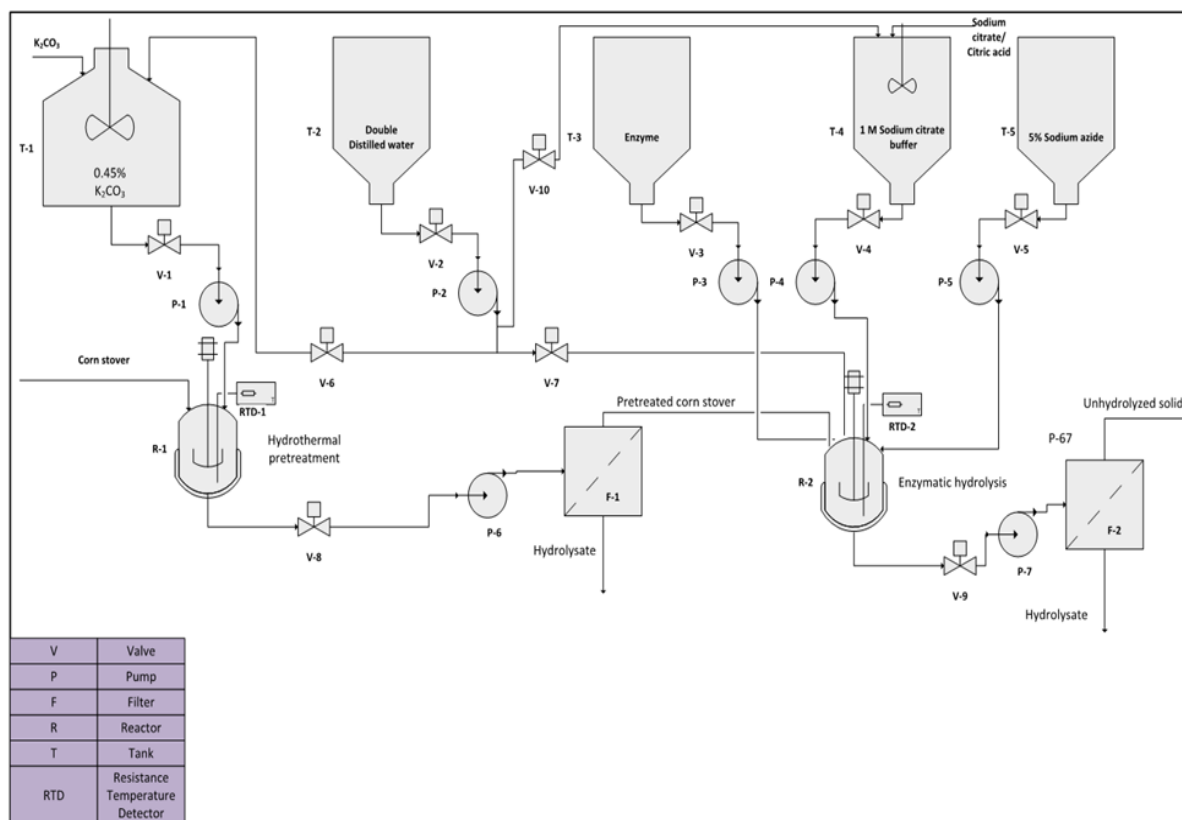 K₂CO₃
T-1
0.45%
K₂CO₃
V-1
P-1
T-2
Double
Distilled water
V-2
P-2
V-10
T-3
Enzyme
V-3
P-3
Sodium
citrate/
Citric acid
T-4
1 M Sodium citrate
buffer
V-4
P-4
T-5
5% Sodium azide
V-5
P-5
V-6
V-7
Corn stover
RTD-1
T
R-1
Hydrothermal
pretreatment
V-8
P-6
Pretreated corn stover
F-1
Hydrolysate
RTD-2
T
R-2
Enzymatic hydrolysis
V-9
P-7
Unhydrolyzed solid
P-67
F-2
Hydrolysate
V Valve
P Pump
F Filter
R Reactor
T Tank
RTD Resistance
Temperature
Detector